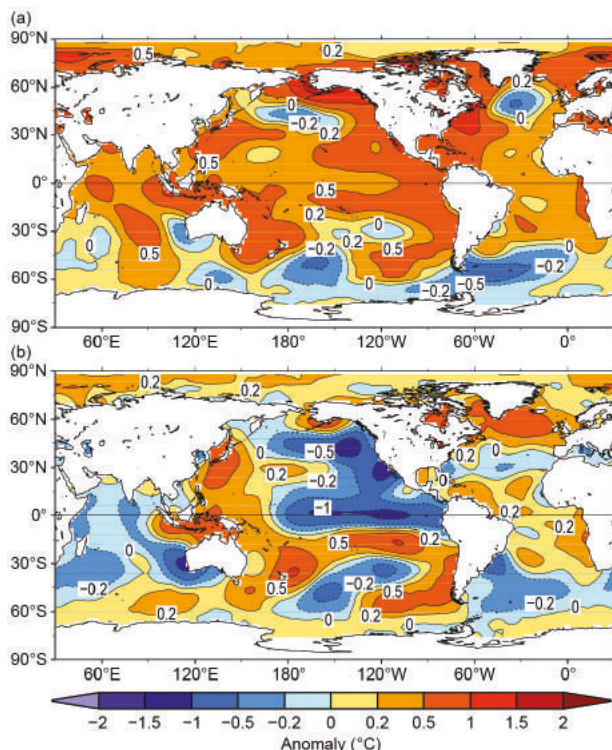 (a)
90°N
0.5 0.2
60°N 0.2
0 0
−0.2
30°N
0.5
0° 0.5
0.2
30°S 0.2 0
0 −0.2 0.5 0
0.5 −0.2
60°S 0 −0.2 −0.5
90°S
60°E 120°E 180° 120°W 60°W 0°
(b)
90°N
0.2 0.2
60°N
0 −0.5 0.2 0
30°N 0.2 −0.2 0
0.2
0° −1 0.2 0
0.5 0.2
30°S 0 −0.2
−0.2 0.5 0
0.2 −0.2
60°S 0 0.2 0
90°S
60°E 120°E 180° 120°W 60°W 0°
−2 −1.5 −1 −0.5 −0.2 0 0.2 0.5 1 1.5 2
Anomaly (°C)